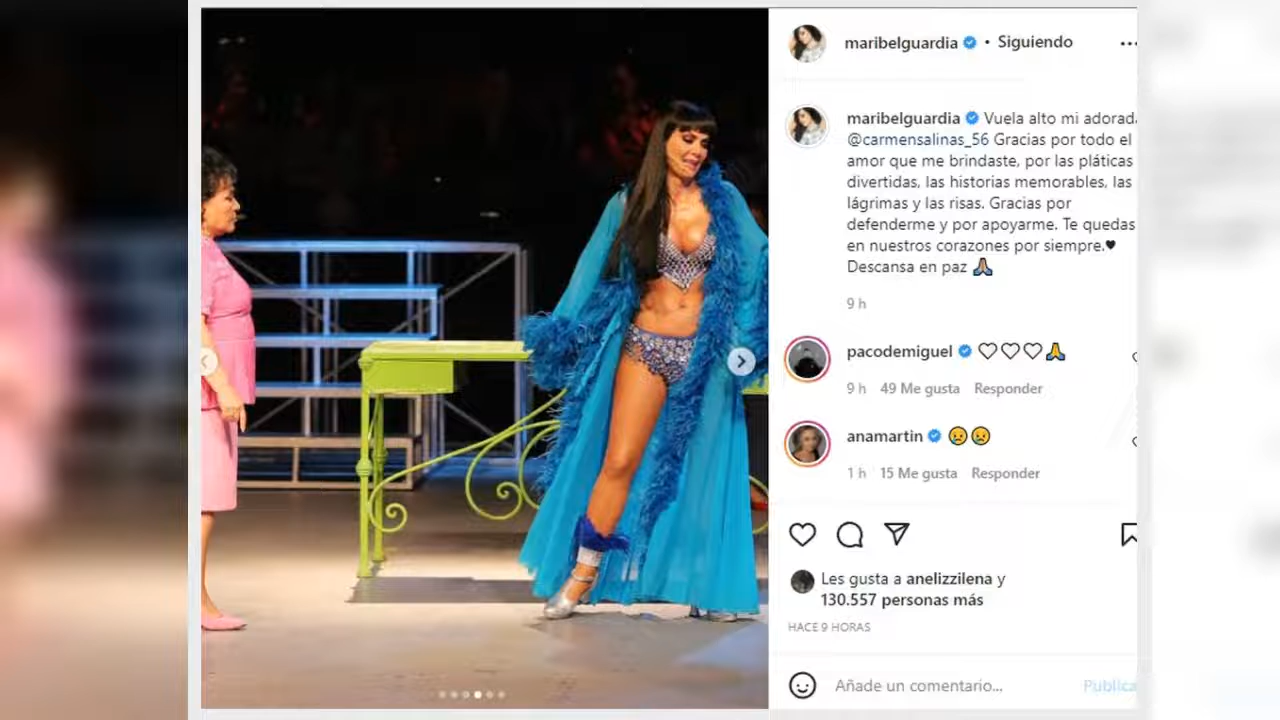 maribelguardia • Siguiendo
maribelguardia Vuela alto mi adorada
@carmensalinas_56 Gracias por todo el
amor que me brindaste, por las pláticas
divertidas, las historias memorables, las
lágrimas y las risas. Gracias por
defenderme y por apoyarme. Te quedas
en nuestros corazones por siempre.🖤
Descansa en paz 🙏🏽
9 h
pacodemiguel 🤍🤍🤍🙏
9 h 49 Me gusta Responder
anamartin 😢😢
1 h 15 Me gusta Responder
Les gusta a anelizzilena y
130.557 personas más
HACE 9 HORAS
Añade un comentario... Publica